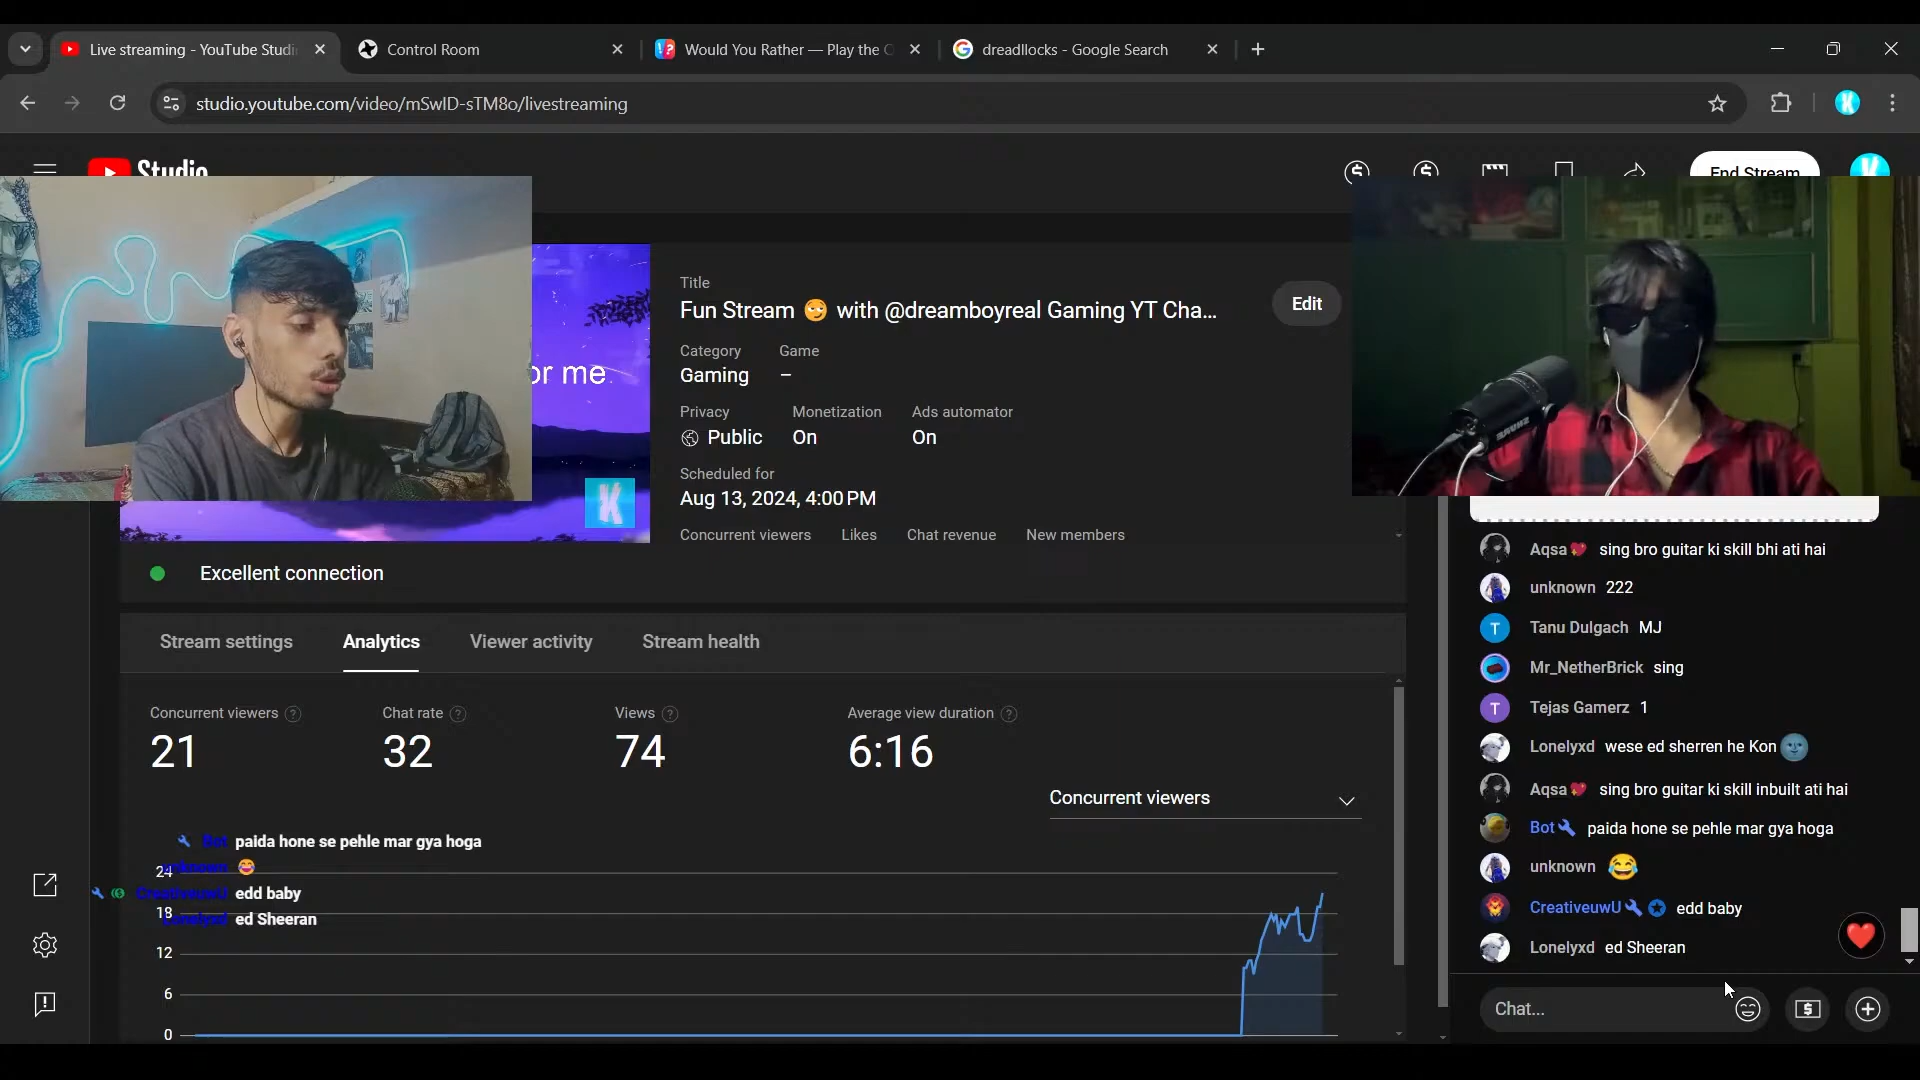 Live streaming - YouTube Studi
Control Room
Would You Rather — Play the C
dreadllocks - Google Search
studio.youtube.com/video/mSwID-sTM8o/livestreaming
Studio
End Stream
or me
K
Title
Fun Stream 😏 with @dreamboyreal Gaming YT Cha...
Edit
Category
Game
Gaming
–
Privacy
Monetization
Ads automator
Public
On
On
Scheduled for
Aug 13, 2024, 4:00 PM
Concurrent viewers
Likes
Chat revenue
New members
Excellent connection
Stream settings
Analytics
Viewer activity
Stream health
Concurrent viewers
Chat rate
Views
Average view duration
21
32
74
6:16
Concurrent viewers
Bot paida hone se pehle mar gya hoga
unknown 😂
CreativeuwU edd baby
Lonelyxd ed Sheeran
24
18
12
6
0
Aqsa💖 sing bro guitar ki skill bhi ati hai
unknown 222
T Tanu Dulgach MJ
Mr_NetherBrick sing
T Tejas Gamerz 1
Lonelyxd wese ed sherren he Kon🌚
Aqsa💖 sing bro guitar ki skill inbuilt ati hai
Bot paida hone se pehle mar gya hoga
unknown 😂
CreativeuwU edd baby
Lonelyxd ed Sheeran
Chat...